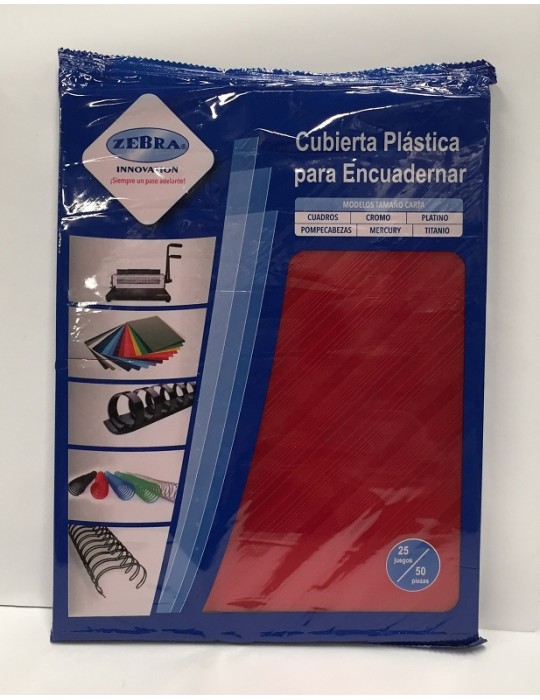 ZEBRA®
INNOVATION
¡Siempre un paso adelante!
Cubierta Plástica
para Encuadernar
MODELOS TAMAÑO CARTA
CUADROS CROMO PLATINO
POMPECABEZAS MERCURY TITANIO
25
juegos
50
piezas